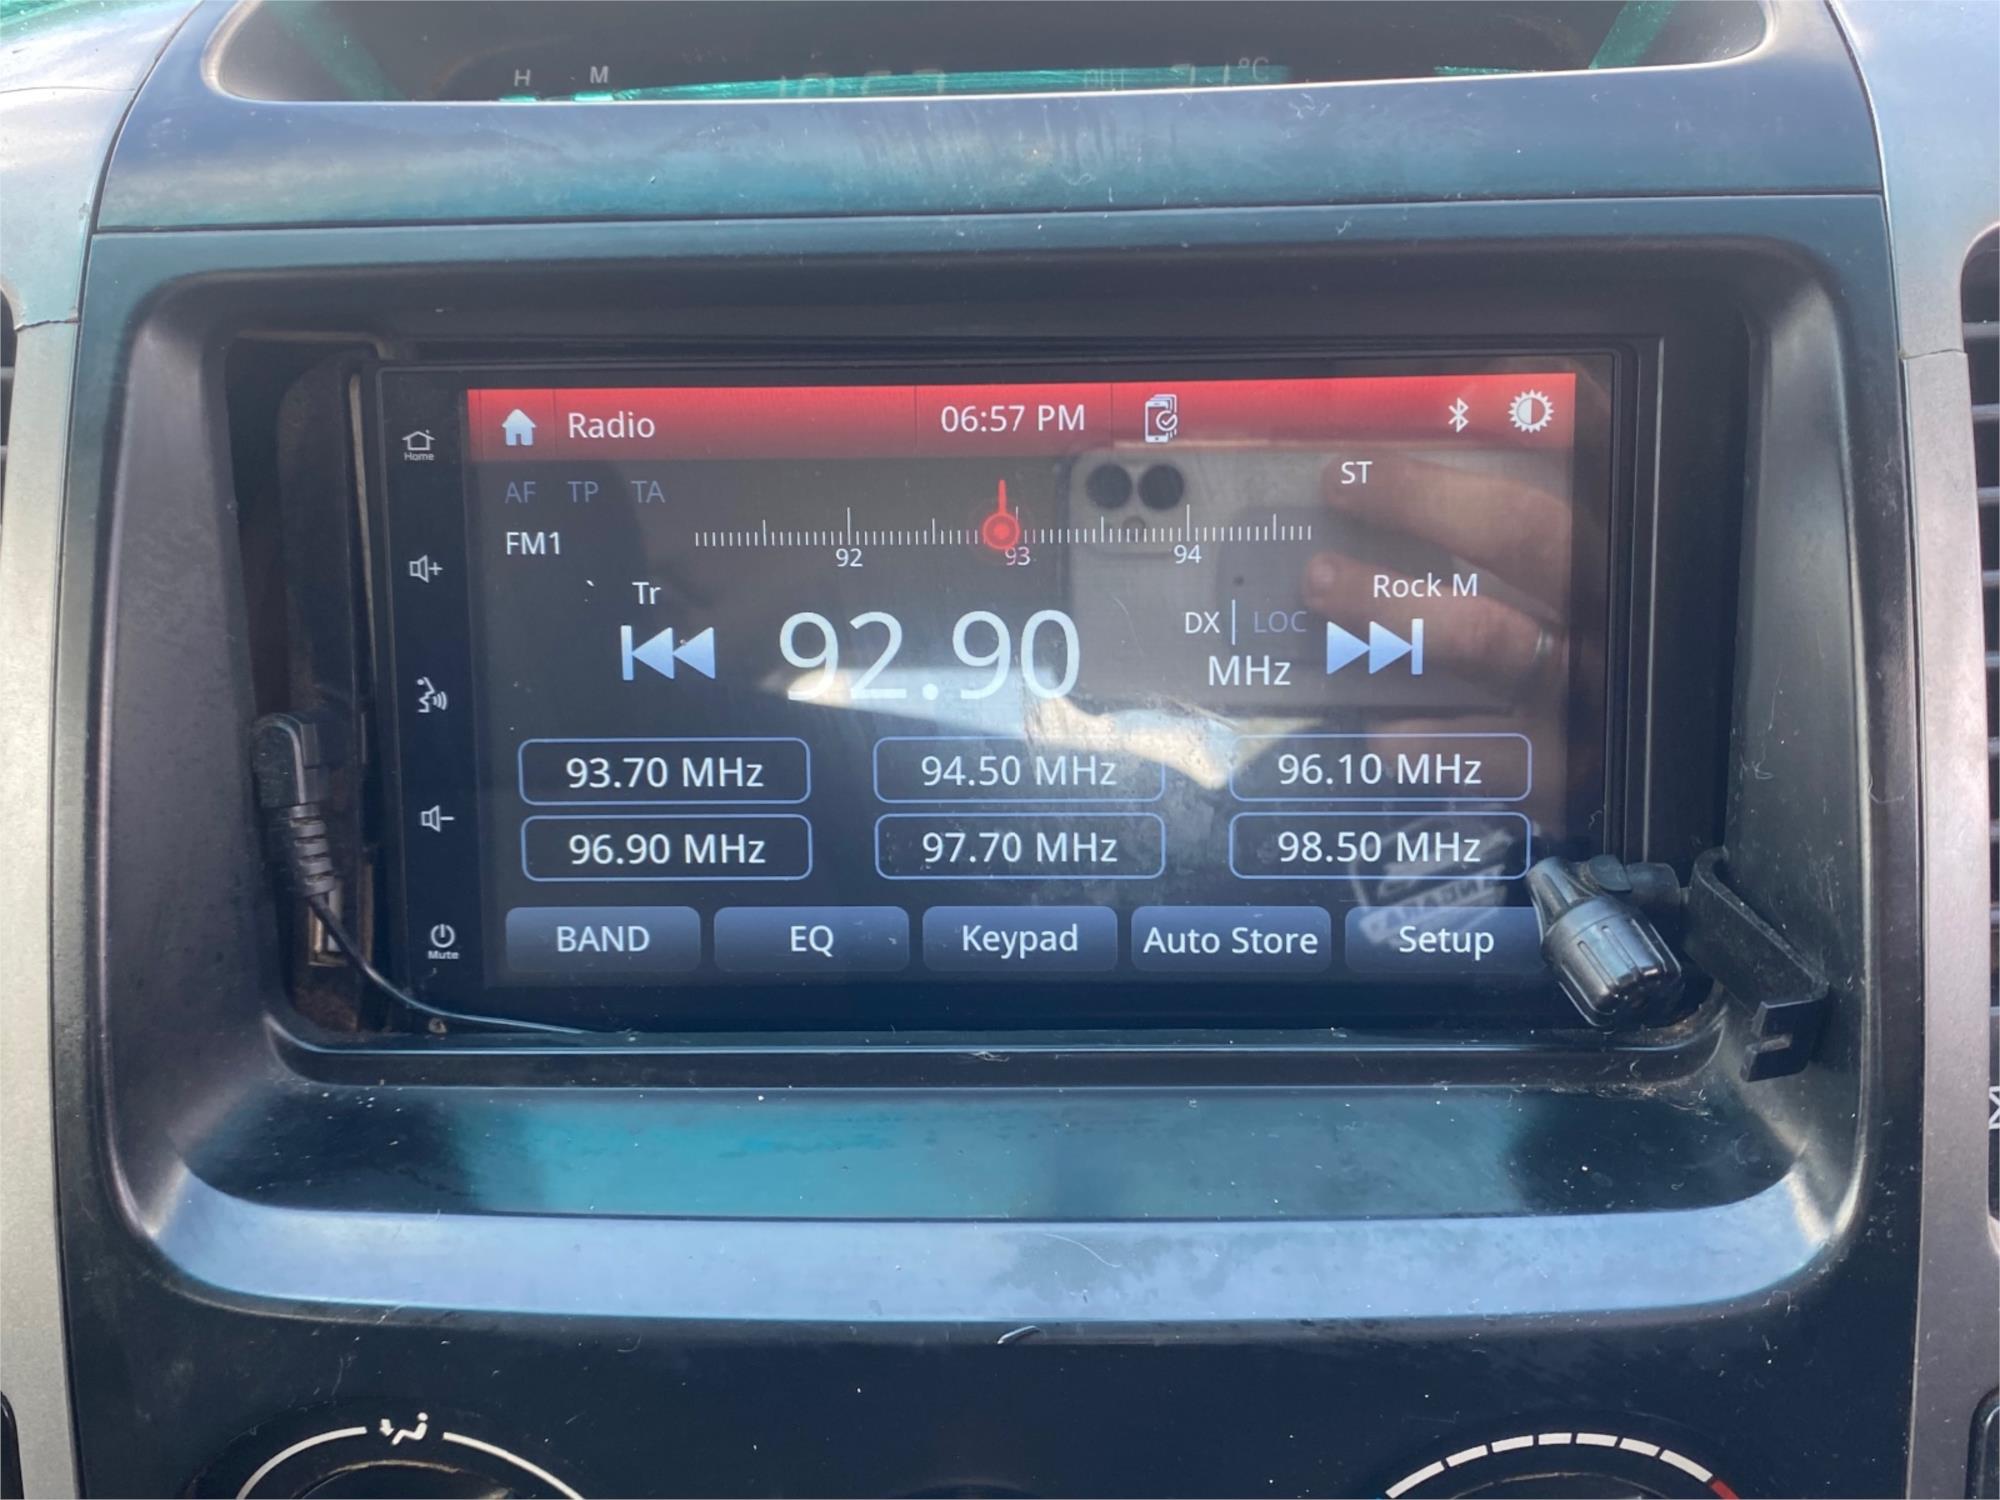 H M
OUT °C
Home
Radio 06:57 PM
AF TP TA ST
FM1
92 93 94
Tr Rock M
92.90 DX | LOC
MHz
93.70 MHz 94.50 MHz 96.10 MHz
96.90 MHz 97.70 MHz 98.50 MHz
BAND EQ Keypad Auto Store Setup
Mute